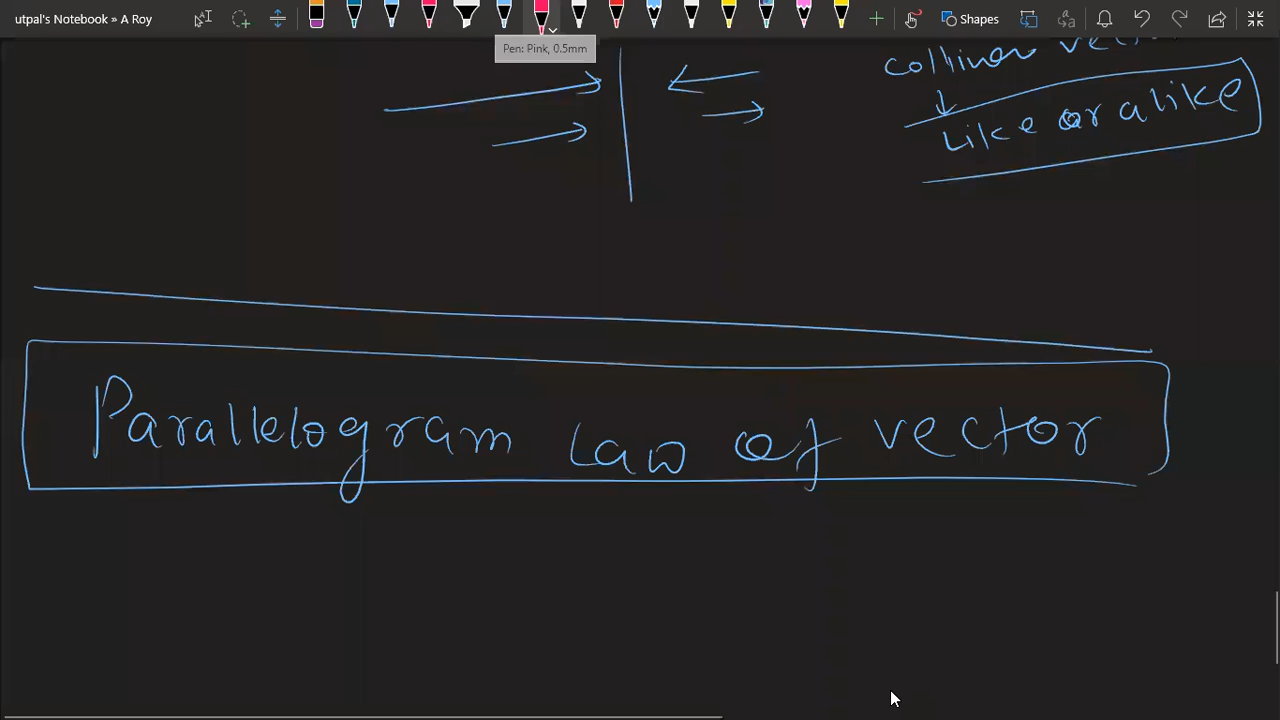 utpal's Notebook » A Roy
Shapes
Pen: Pink, 0.5mm
Like or alike
Parallelogram Law of vector